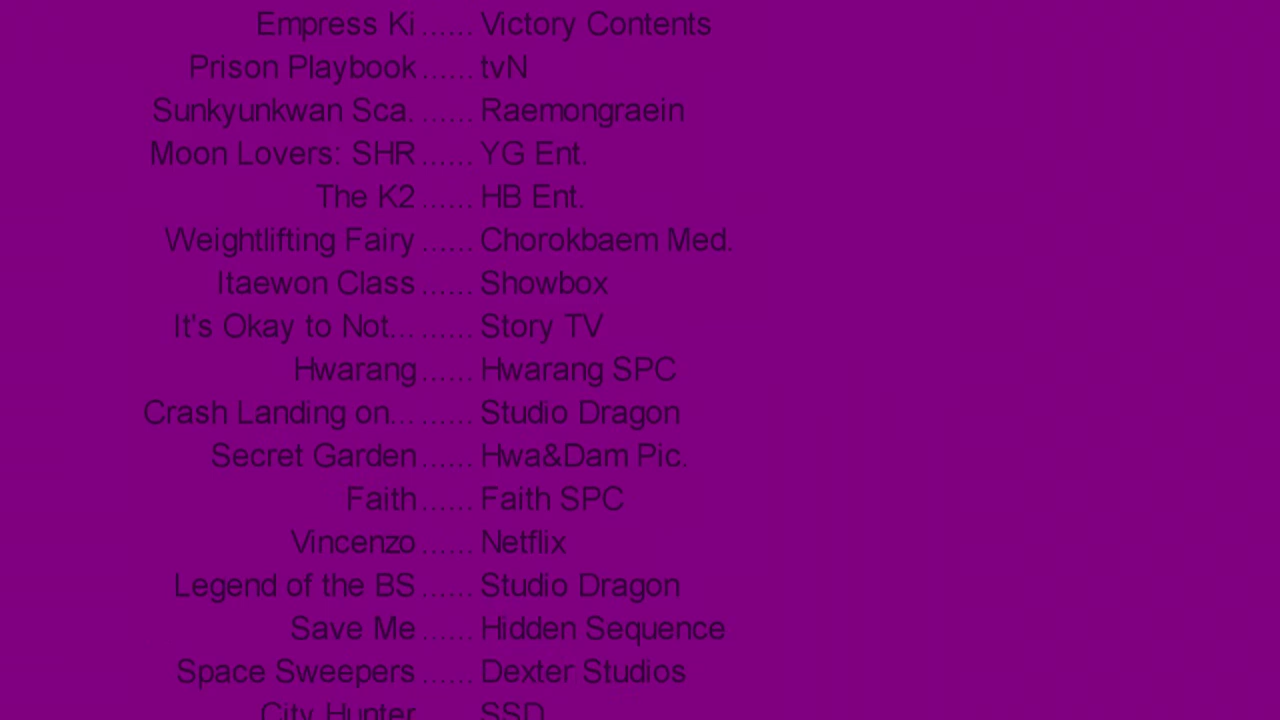 Empress Ki ...... Victory Contents
Prison Playbook ...... tvN
Sunkyunkwan Sca. ...... Raemongraein
Moon Lovers: SHR ...... YG Ent.
The K2 ...... HB Ent.
Weightlifting Fairy ...... Chorokbaem Med.
Itaewon Class ...... Showbox
It's Okay to Not... ...... Story TV
Hwarang ...... Hwarang SPC
Crash Landing on... ...... Studio Dragon
Secret Garden ...... Hwa&Dam Pic.
Faith ...... Faith SPC
Vincenzo ...... Netflix
Legend of the BS ...... Studio Dragon
Save Me ...... Hidden Sequence
Space Sweepers ...... Dexter Studios
City Hunter ...... SSD